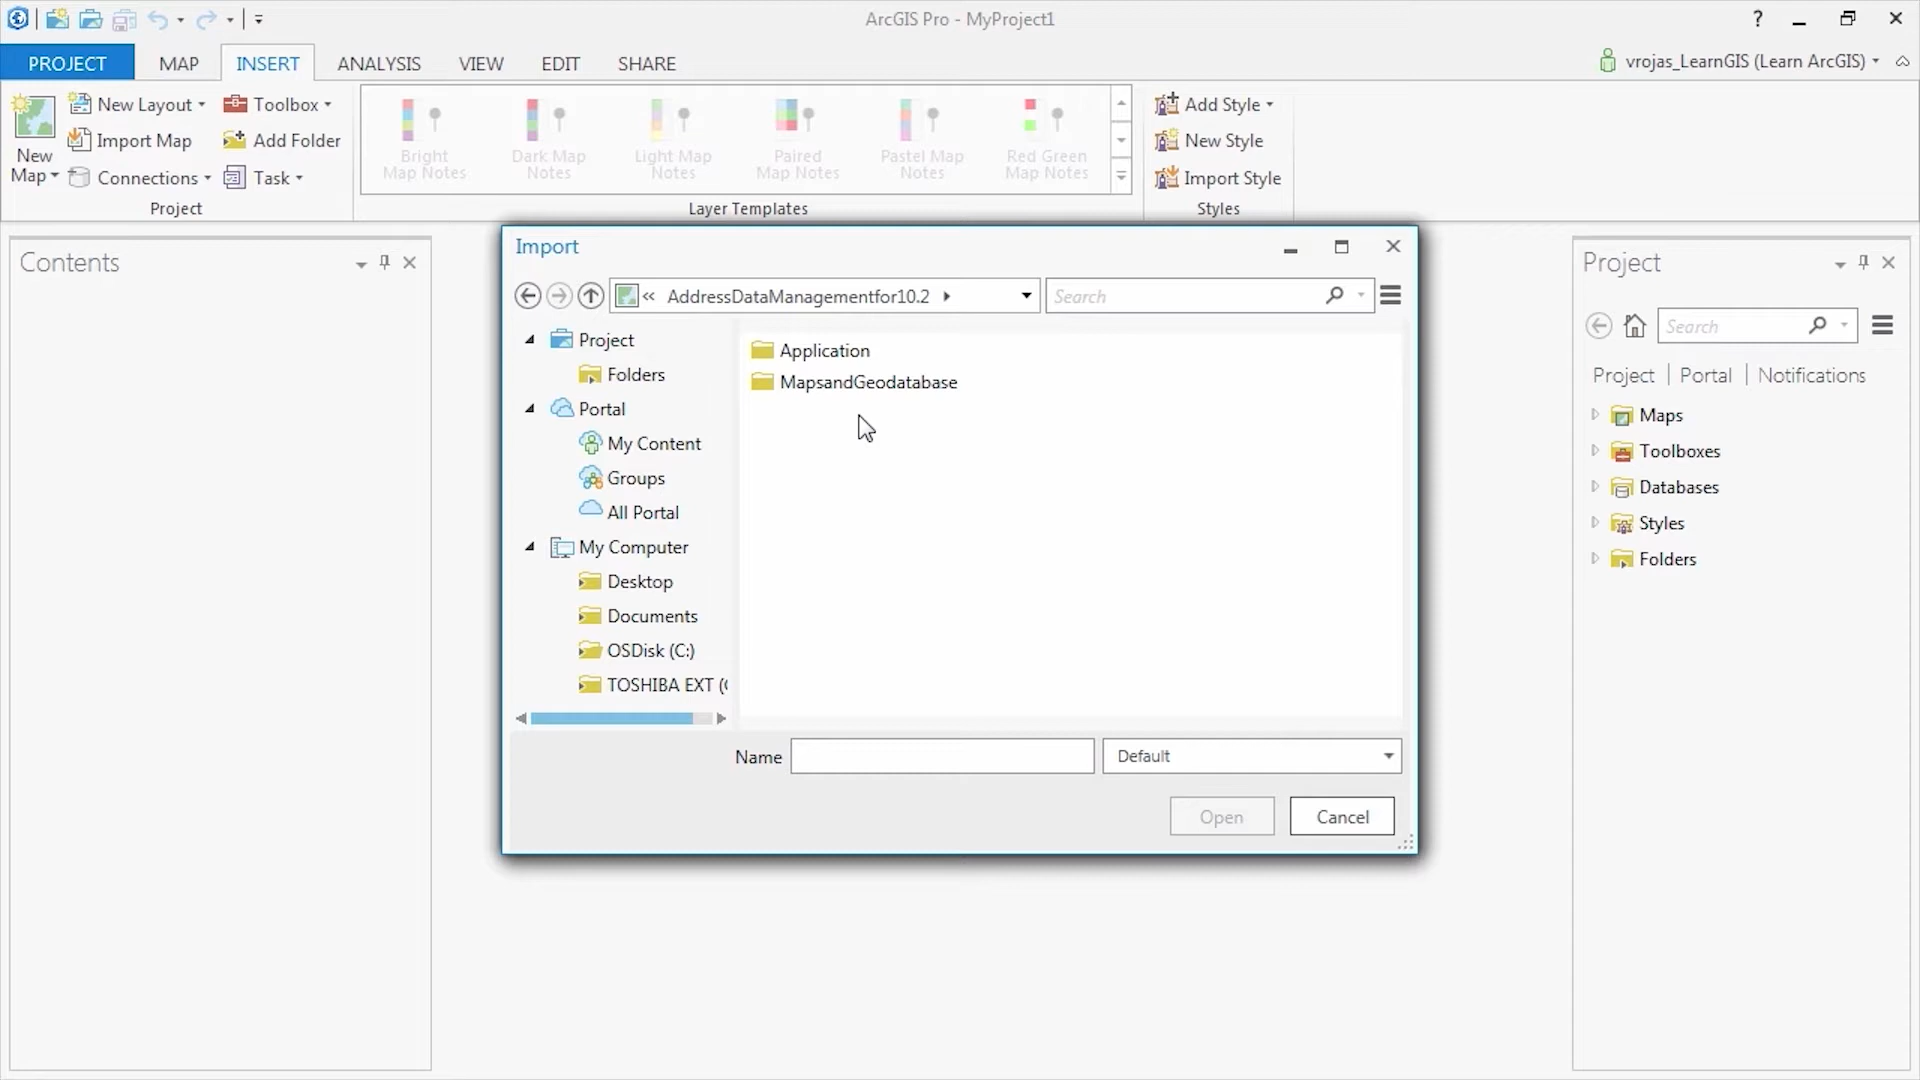 ArcGIS Pro - MyProject1
?
PROJECT MAP INSERT ANALYSIS VIEW EDIT SHARE
vrojas_LearnGIS (Learn ArcGIS)
New Map
New Layout
Import Map
Connections
Toolbox
Add Folder
Task
Project
Bright Map Notes
Dark Map Notes
Light Map Notes
Paired Map Notes
Pastel Map Notes
Red Green Map Notes
Layer Templates
Add Style
New Style
Import Style
Styles
Contents
Import
« AddressDataManagementfor10.2
Search
Project
Folders
Portal
My Content
Groups
All Portal
My Computer
Desktop
Documents
OSDisk (C:)
TOSHIBA EXT (
Application
MapsandGeodatabase
Name
Default
Open
Cancel
Project
Search
Project | Portal | Notifications
Maps
Toolboxes
Databases
Styles
Folders